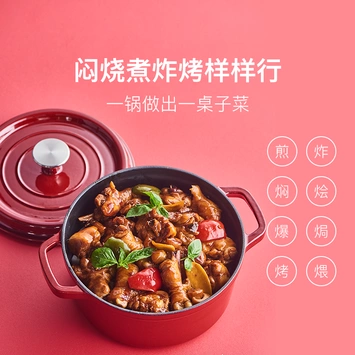 闷烧煮炸烤样样行
一锅做出一桌子菜
煎 炸
焖 烩
爆 焗
烤 煨